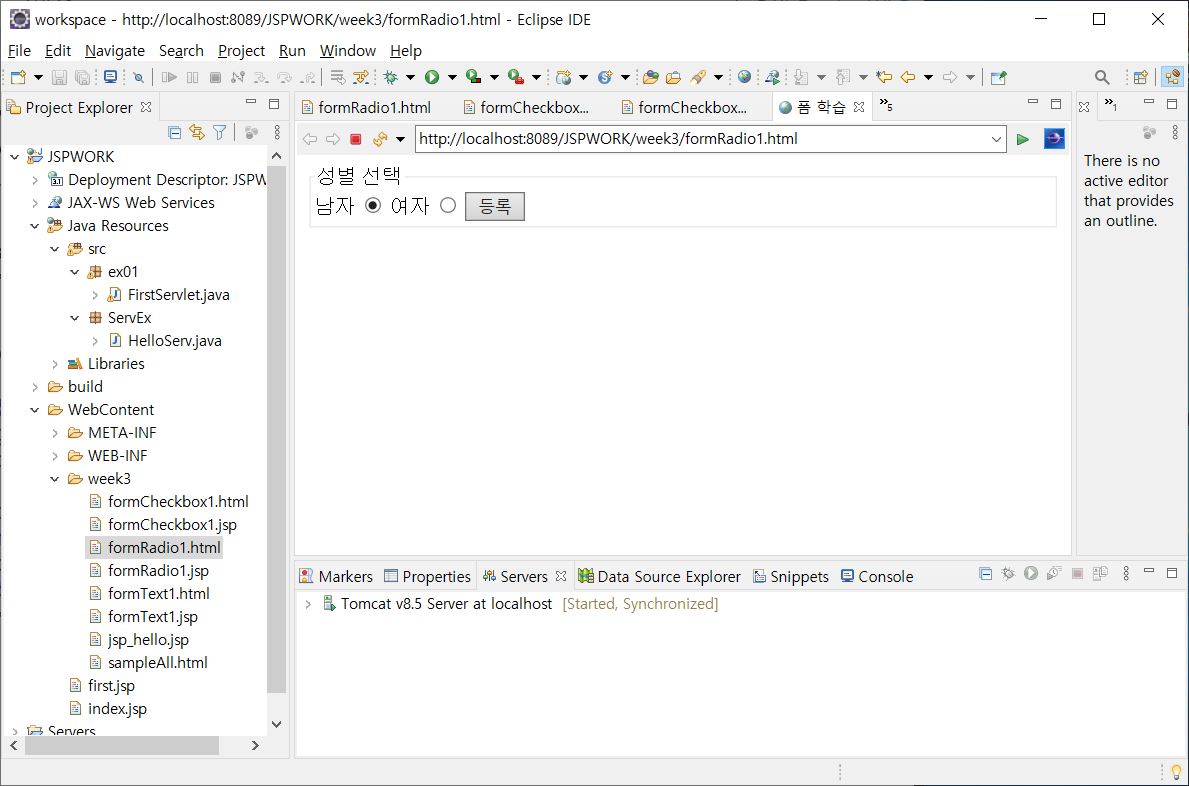 workspace - http://localhost:8089/JSPWORK/week3/formRadio1.html - Eclipse IDE
File Edit Navigate Search Project Run Window Help
Project Explorer
JSPWORK
Deployment Descriptor: JSPW
JAX-WS Web Services
Java Resources
src
ex01
FirstServlet.java
ServEx
HelloServ.java
Libraries
build
WebContent
META-INF
WEB-INF
week3
formCheckbox1.html
formCheckbox1.jsp
formRadio1.html
formRadio1.jsp
formText1.html
formText1.jsp
jsp_hello.jsp
sampleAll.html
first.jsp
index.jsp
Servers
formRadio1.html formCheckbox... formCheckbox... 폼 학습 »5
http://localhost:8089/JSPWORK/week3/formRadio1.html
성별 선택
남자 여자 등록
»1
There is no
active editor
that provides
an outline.
Markers Properties Servers Data Source Explorer Snippets Console
Tomcat v8.5 Server at localhost [Started, Synchronized]